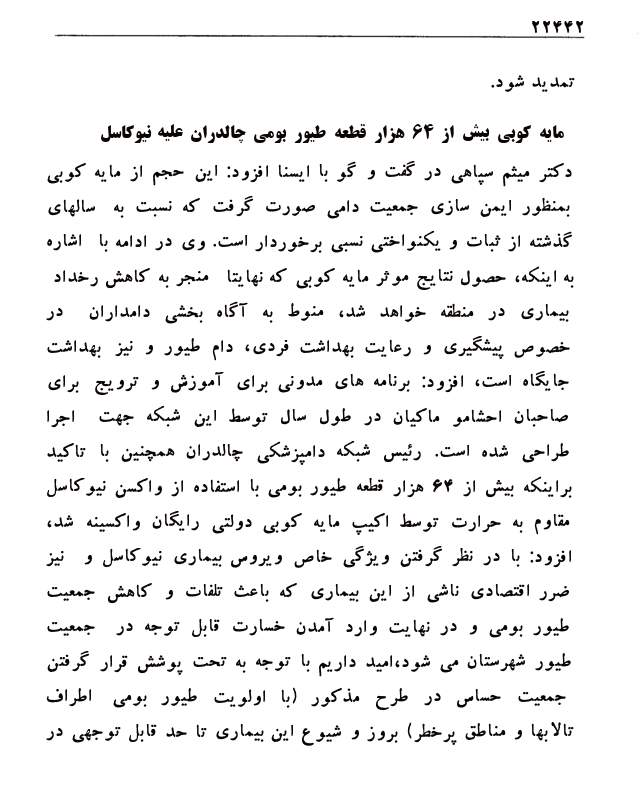 ۲۲۴۴۲
تمدید شود.
مایه کوبی بیش از ۶۴ هزار قطعه طیور بومی چالدران علیه نیوکاسل
دکتر میثم سپاهی در گفت و گو با ایسنا افزود: این حجم از مایه کوبی
بمنظور ایمن سازی جمعیت دامی صورت گرفت که نسبت به سالهای
گذشته از ثبات و یکنواختی نسبی برخوردار است. وی در ادامه با اشاره
به اینکه، حصول نتایج موثر مایه کوبی که نهایتا منجر به کاهش رخداد
بیماری در منطقه خواهد شد، منوط به آگاه بخشی دامداران در
خصوص پیشگیری و رعایت بهداشت فردی، دام طیور و نیز بهداشت
جایگاه است، افزود: برنامه های مدونی برای آموزش و ترویج برای
صاحبان احشامو ماکیان در طول سال توسط این شبکه جهت اجرا
طراحی شده است. رئیس شبکه دامپزشکی چالدران همچنین با تاکید
براینکه بیش از ۶۴ هزار قطعه طیور بومی با استفاده از واکسن نیوکاسل
مقاوم به حرارت توسط اکیپ مایه کوبی دولتی رایگان واکسینه شد،
افزود: با در نظر گرفتن ویژگی خاص ویروس بیماری نیوکاسل و نیز
ضرر اقتصادی ناشی از این بیماری که باعث تلفات و کاهش جمعیت
طیور بومی و در نهایت وارد آمدن خسارت قابل توجه در جمعیت
طیور شهرستان می شود،امید داریم با توجه به تحت پوشش قرار گرفتن
جمعیت حساس در طرح مذکور (با اولویت طیور بومی اطراف
تالابها و مناطق پرخطر) بروز و شیوع این بیماری تا حد قابل توجهی در